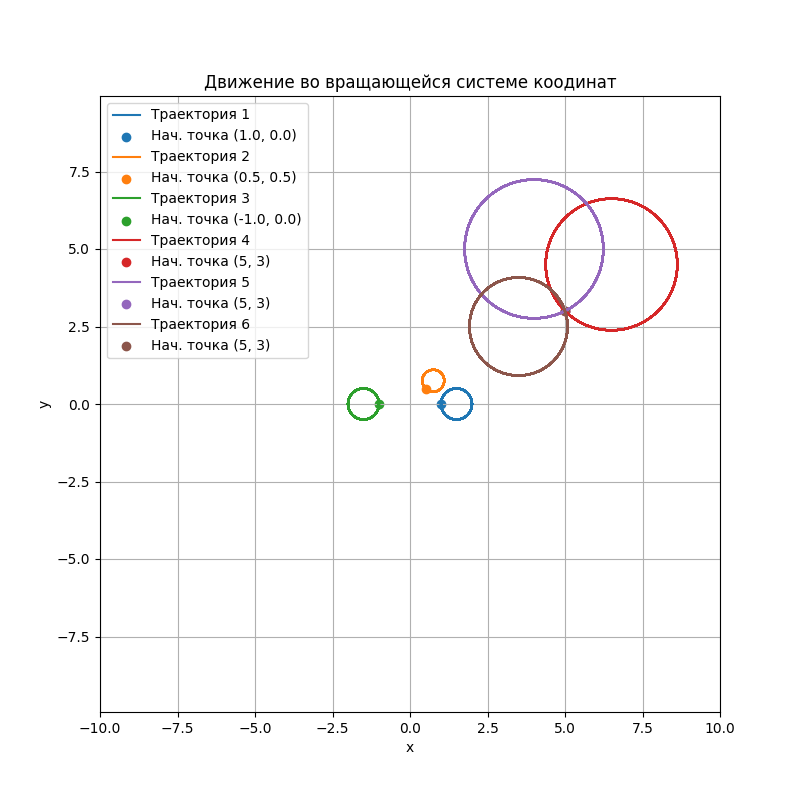 Движение во вращающейся системе коодинат
Траектория 1
Нач. точка (1.0, 0.0)
Траектория 2
Нач. точка (0.5, 0.5)
Траектория 3
Нач. точка (-1.0, 0.0)
Траектория 4
Нач. точка (5, 3)
Траектория 5
Нач. точка (5, 3)
Траектория 6
Нач. точка (5, 3)
7.5
5.0
2.5
0.0
−2.5
−5.0
−7.5
y
−10.0 −7.5 −5.0 −2.5 0.0 2.5 5.0 7.5 10.0
x